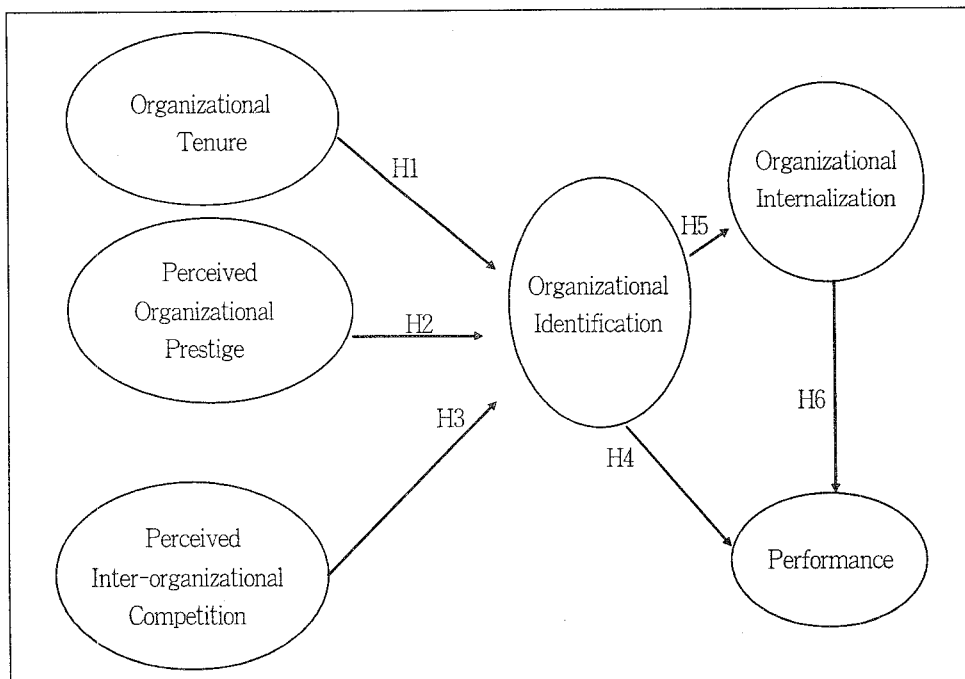 Organizational
Tenure
H1
Perceived
Organizational
Prestige
H2
Perceived
Inter-organizational
Competition
H3
Organizational
Identification
H4
H5
Organizational
Internalization
H6
Performance